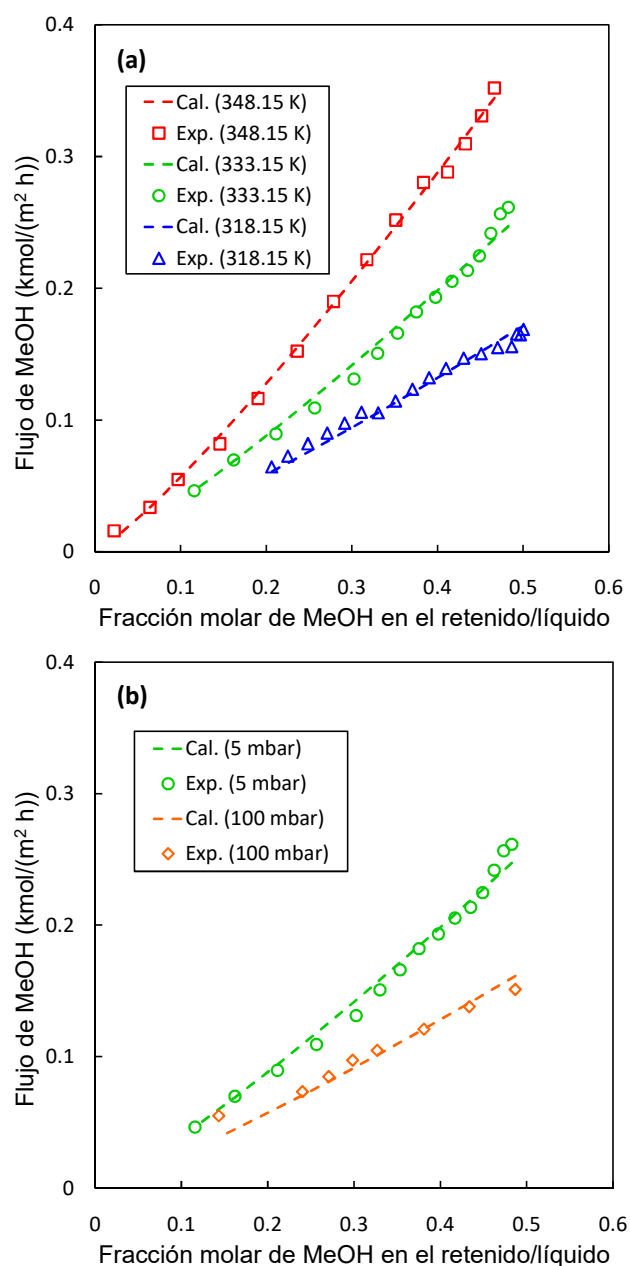 (a)
Cal. (348.15 K)
Exp. (348.15 K)
Cal. (333.15 K)
Exp. (333.15 K)
Cal. (318.15 K)
Exp. (318.15 K)
Flujo de MeOH (kmol/(m² h))
0.4
0.3
0.2
0.1
0
0 0.1 0.2 0.3 0.4 0.5 0.6
Fracción molar de MeOH en el retenido/líquido
(b)
Cal. (5 mbar)
Exp. (5 mbar)
Cal. (100 mbar)
Exp. (100 mbar)
Flujo de MeOH (kmol/(m² h))
0.4
0.3
0.2
0.1
0
0 0.1 0.2 0.3 0.4 0.5 0.6
Fracción molar de MeOH en el retenido/líquido